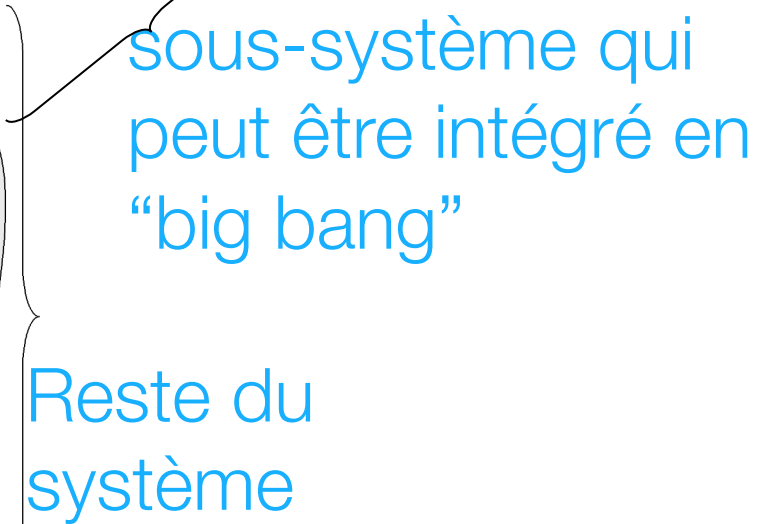 sous-système qui
peut être intégré en
“big bang”
Reste du
système